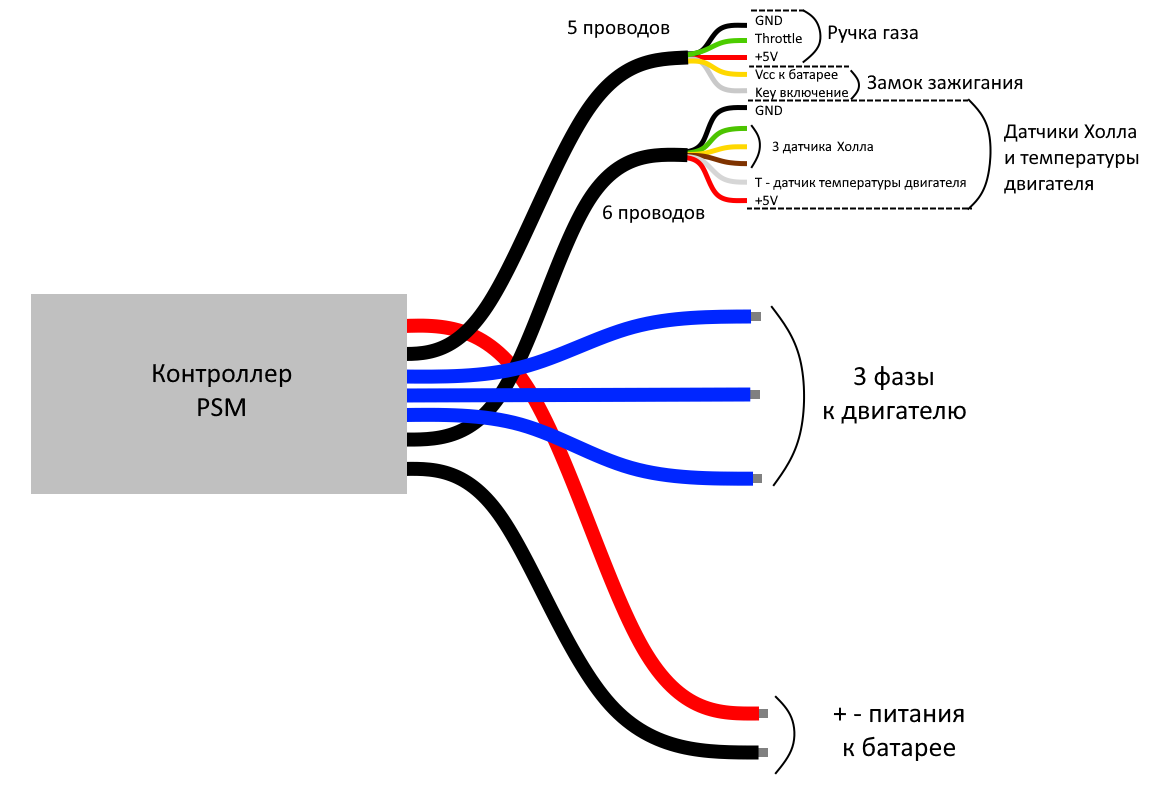 5 проводов
GND
Throttle
+5V
Ручка газа
Vcc к батарее
Key включение
Замок зажигания
GND
3 датчика Холла
T - датчик температуры двигателя
+5V
Датчики Холла
и температуры
двигателя
6 проводов
Контроллер
PSM
3 фазы
к двигателю
+ - питания
к батарее